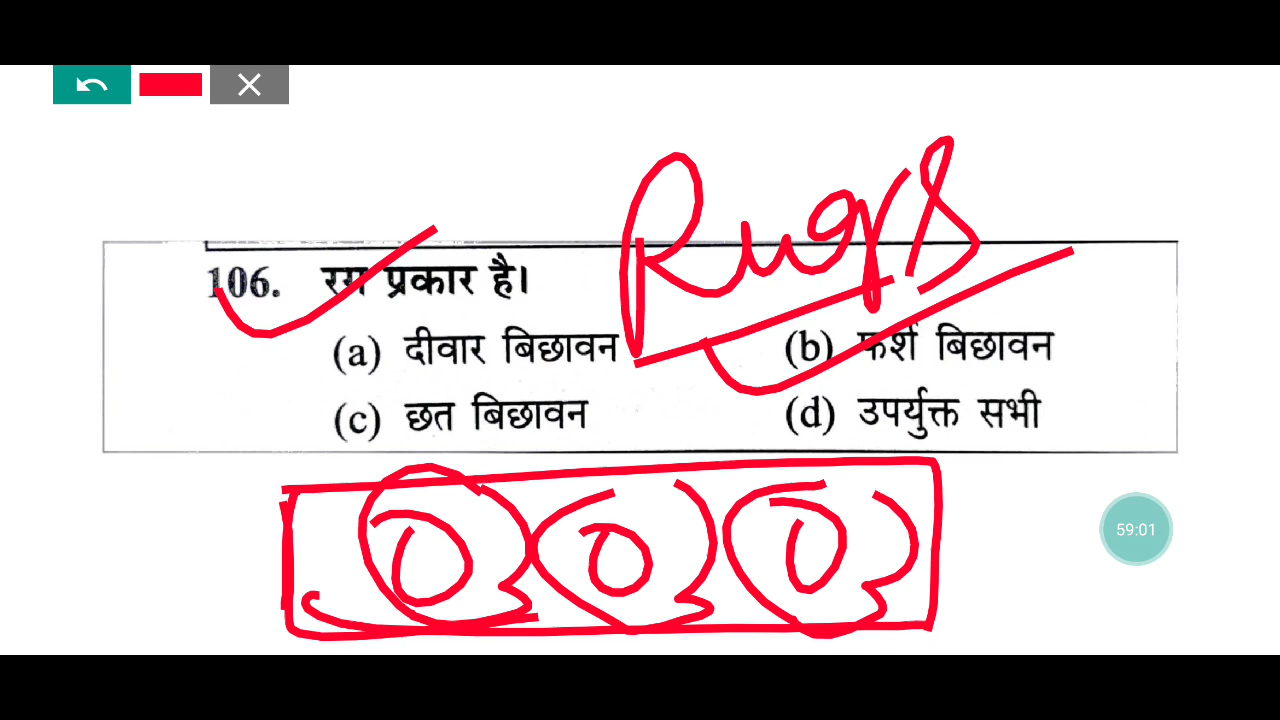 Rugs
106. रग प्रकार है।
(a) दीवार बिछावन (b) फर्श बिछावन
(c) छत बिछावन (d) उपर्युक्त सभी
59:01